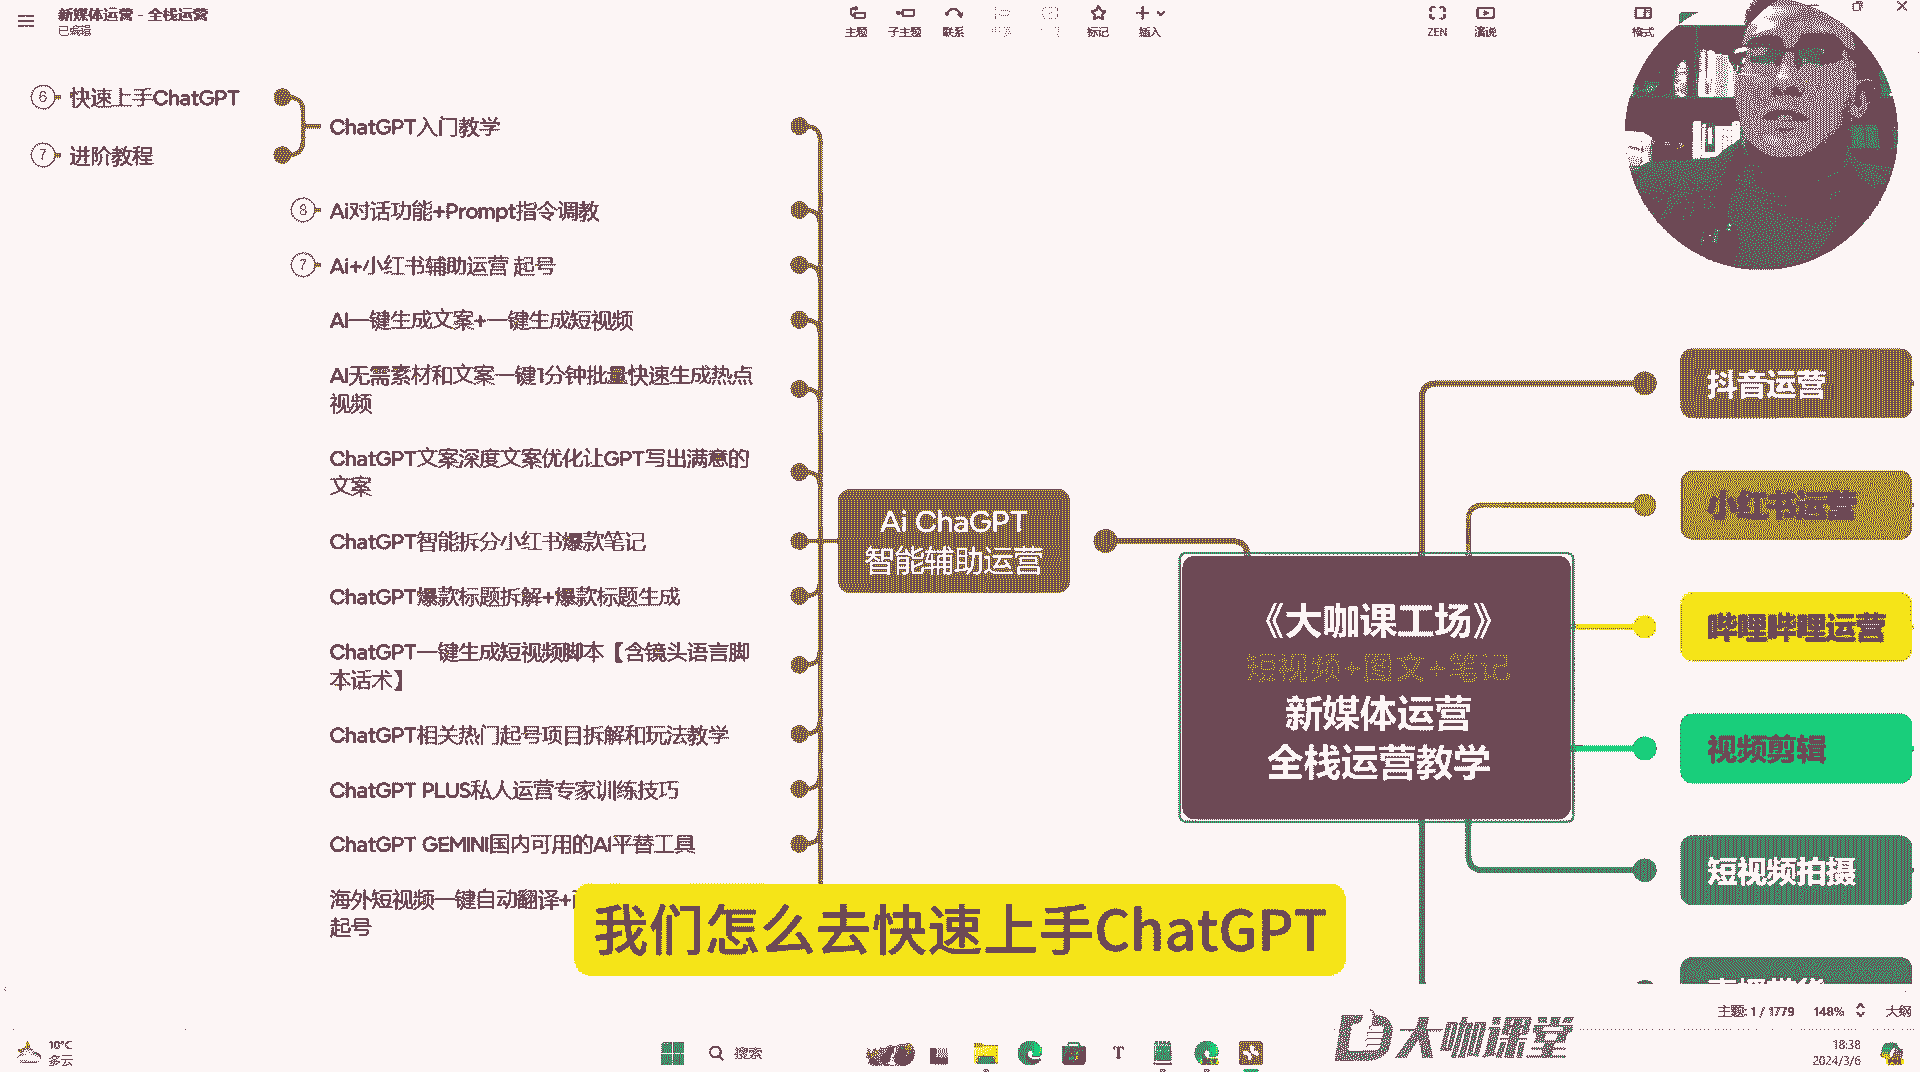 新媒体运营 - 全栈运营
已编辑
主题
子主题
联系
标记
插入
ZEN
演说
格式
6 快速上手ChatGPT
7 进阶教程
ChatGPT入门教学
8 Ai对话功能+Prompt指令调教
7 Ai+小红书辅助运营 起号
AI一键生成文案+一键生成短视频
AI无需素材和文案一键1分钟批量快速生成热点
视频
ChatGPT文案深度文案优化让GPT写出满意的
文案
ChatGPT智能拆分小红书爆款笔记
ChatGPT爆款标题拆解+爆款标题生成
ChatGPT一键生成短视频脚本【含镜头语言脚
本话术】
ChatGPT相关热门起号项目拆解和玩法教学
ChatGPT PLUS私人运营专家训练技巧
ChatGPT GEMINI国内可用的AI平替工具
海外短视频一键自动翻译+
起号
Ai ChaGPT
智能辅助运营
《大咖课工场》
短视频+图文+笔记
新媒体运营
全栈运营教学
抖音运营
小红书运营
哔哩哔哩运营
视频剪辑
短视频拍摄
我们怎么去快速上手ChatGPT
主题: 1 / 1779
148%
大纲
大咖课堂
10°C
多云
搜索
18:38
2024/3/6